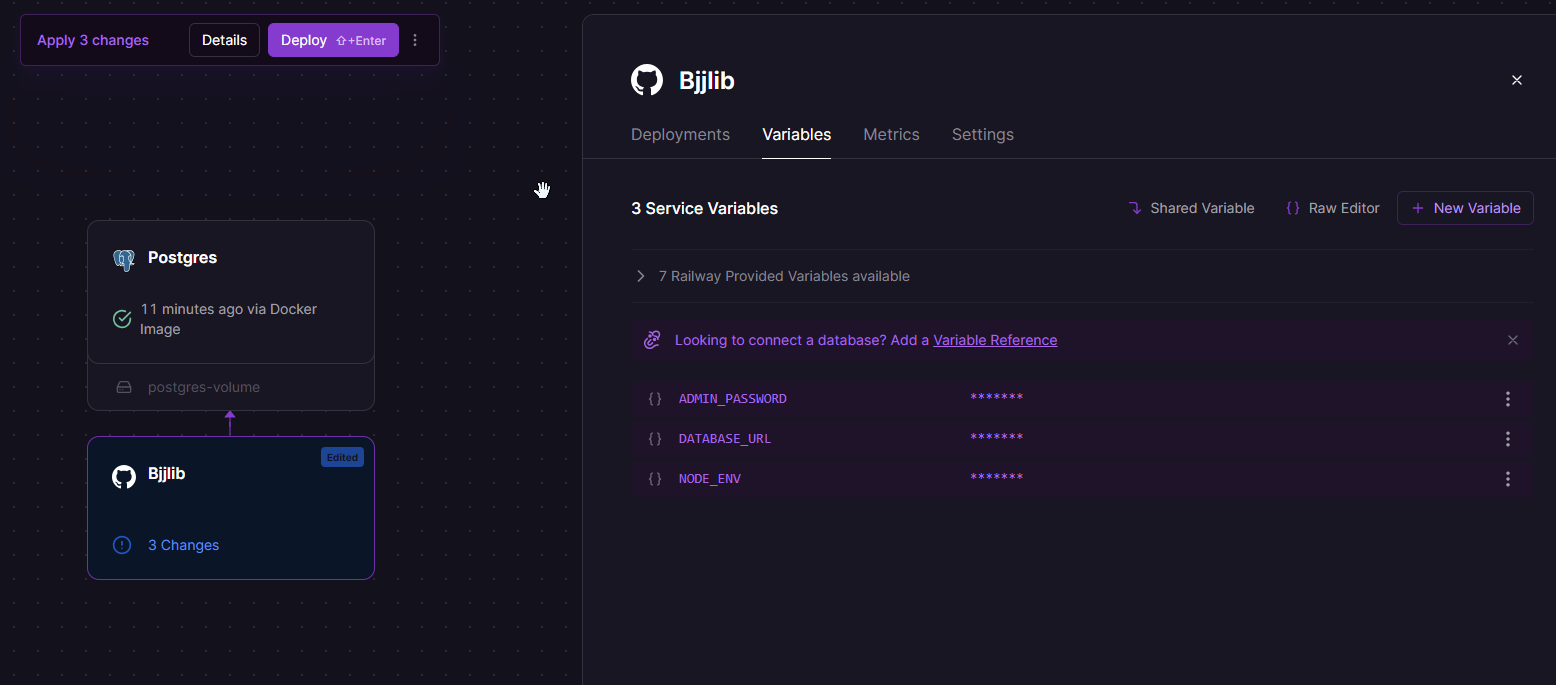 Apply 3 changes
Details
Deploy ⇧+Enter
Postgres
11 minutes ago via Docker
Image
postgres-volume
Edited
Bjjlib
3 Changes
Bjjlib
Deployments Variables Metrics Settings
3 Service Variables
Shared Variable
{} Raw Editor
+ New Variable
7 Railway Provided Variables available
Looking to connect a database? Add a Variable Reference
{} ADMIN_PASSWORD *******
{} DATABASE_URL *******
{} NODE_ENV *******